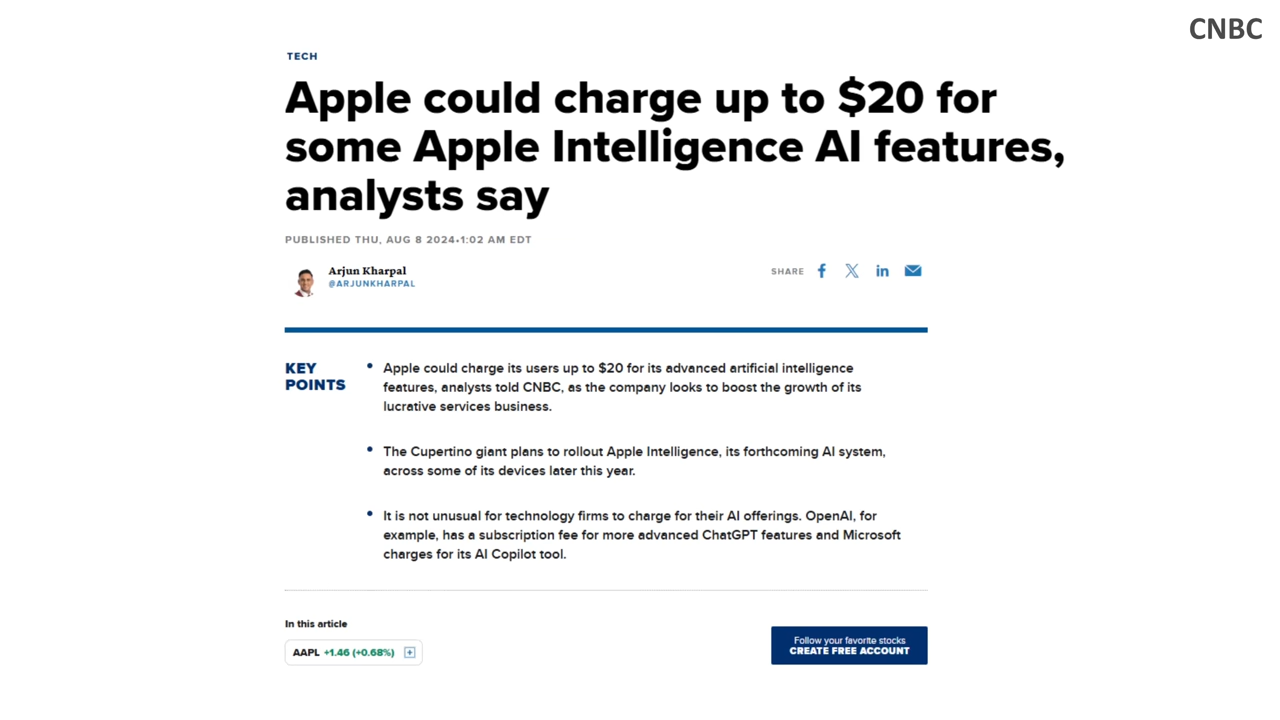 CNBC
TECH
Apple could charge up to $20 for
some Apple Intelligence AI features,
analysts say
PUBLISHED THU, AUG 8 2024•1:02 AM EDT
Arjun Kharpal
@ARJUNKHARPAL
SHARE
KEY
POINTS
• Apple could charge its users up to $20 for its advanced artificial intelligence
features, analysts told CNBC, as the company looks to boost the growth of its
lucrative services business.
• The Cupertino giant plans to rollout Apple Intelligence, its forthcoming AI system,
across some of its devices later this year.
• It is not unusual for technology firms to charge for their AI offerings. OpenAI, for
example, has a subscription fee for more advanced ChatGPT features and Microsoft
charges for its AI Copilot tool.
In this article
AAPL +1.46 (+0.68%)
Follow your favorite stocks
CREATE FREE ACCOUNT